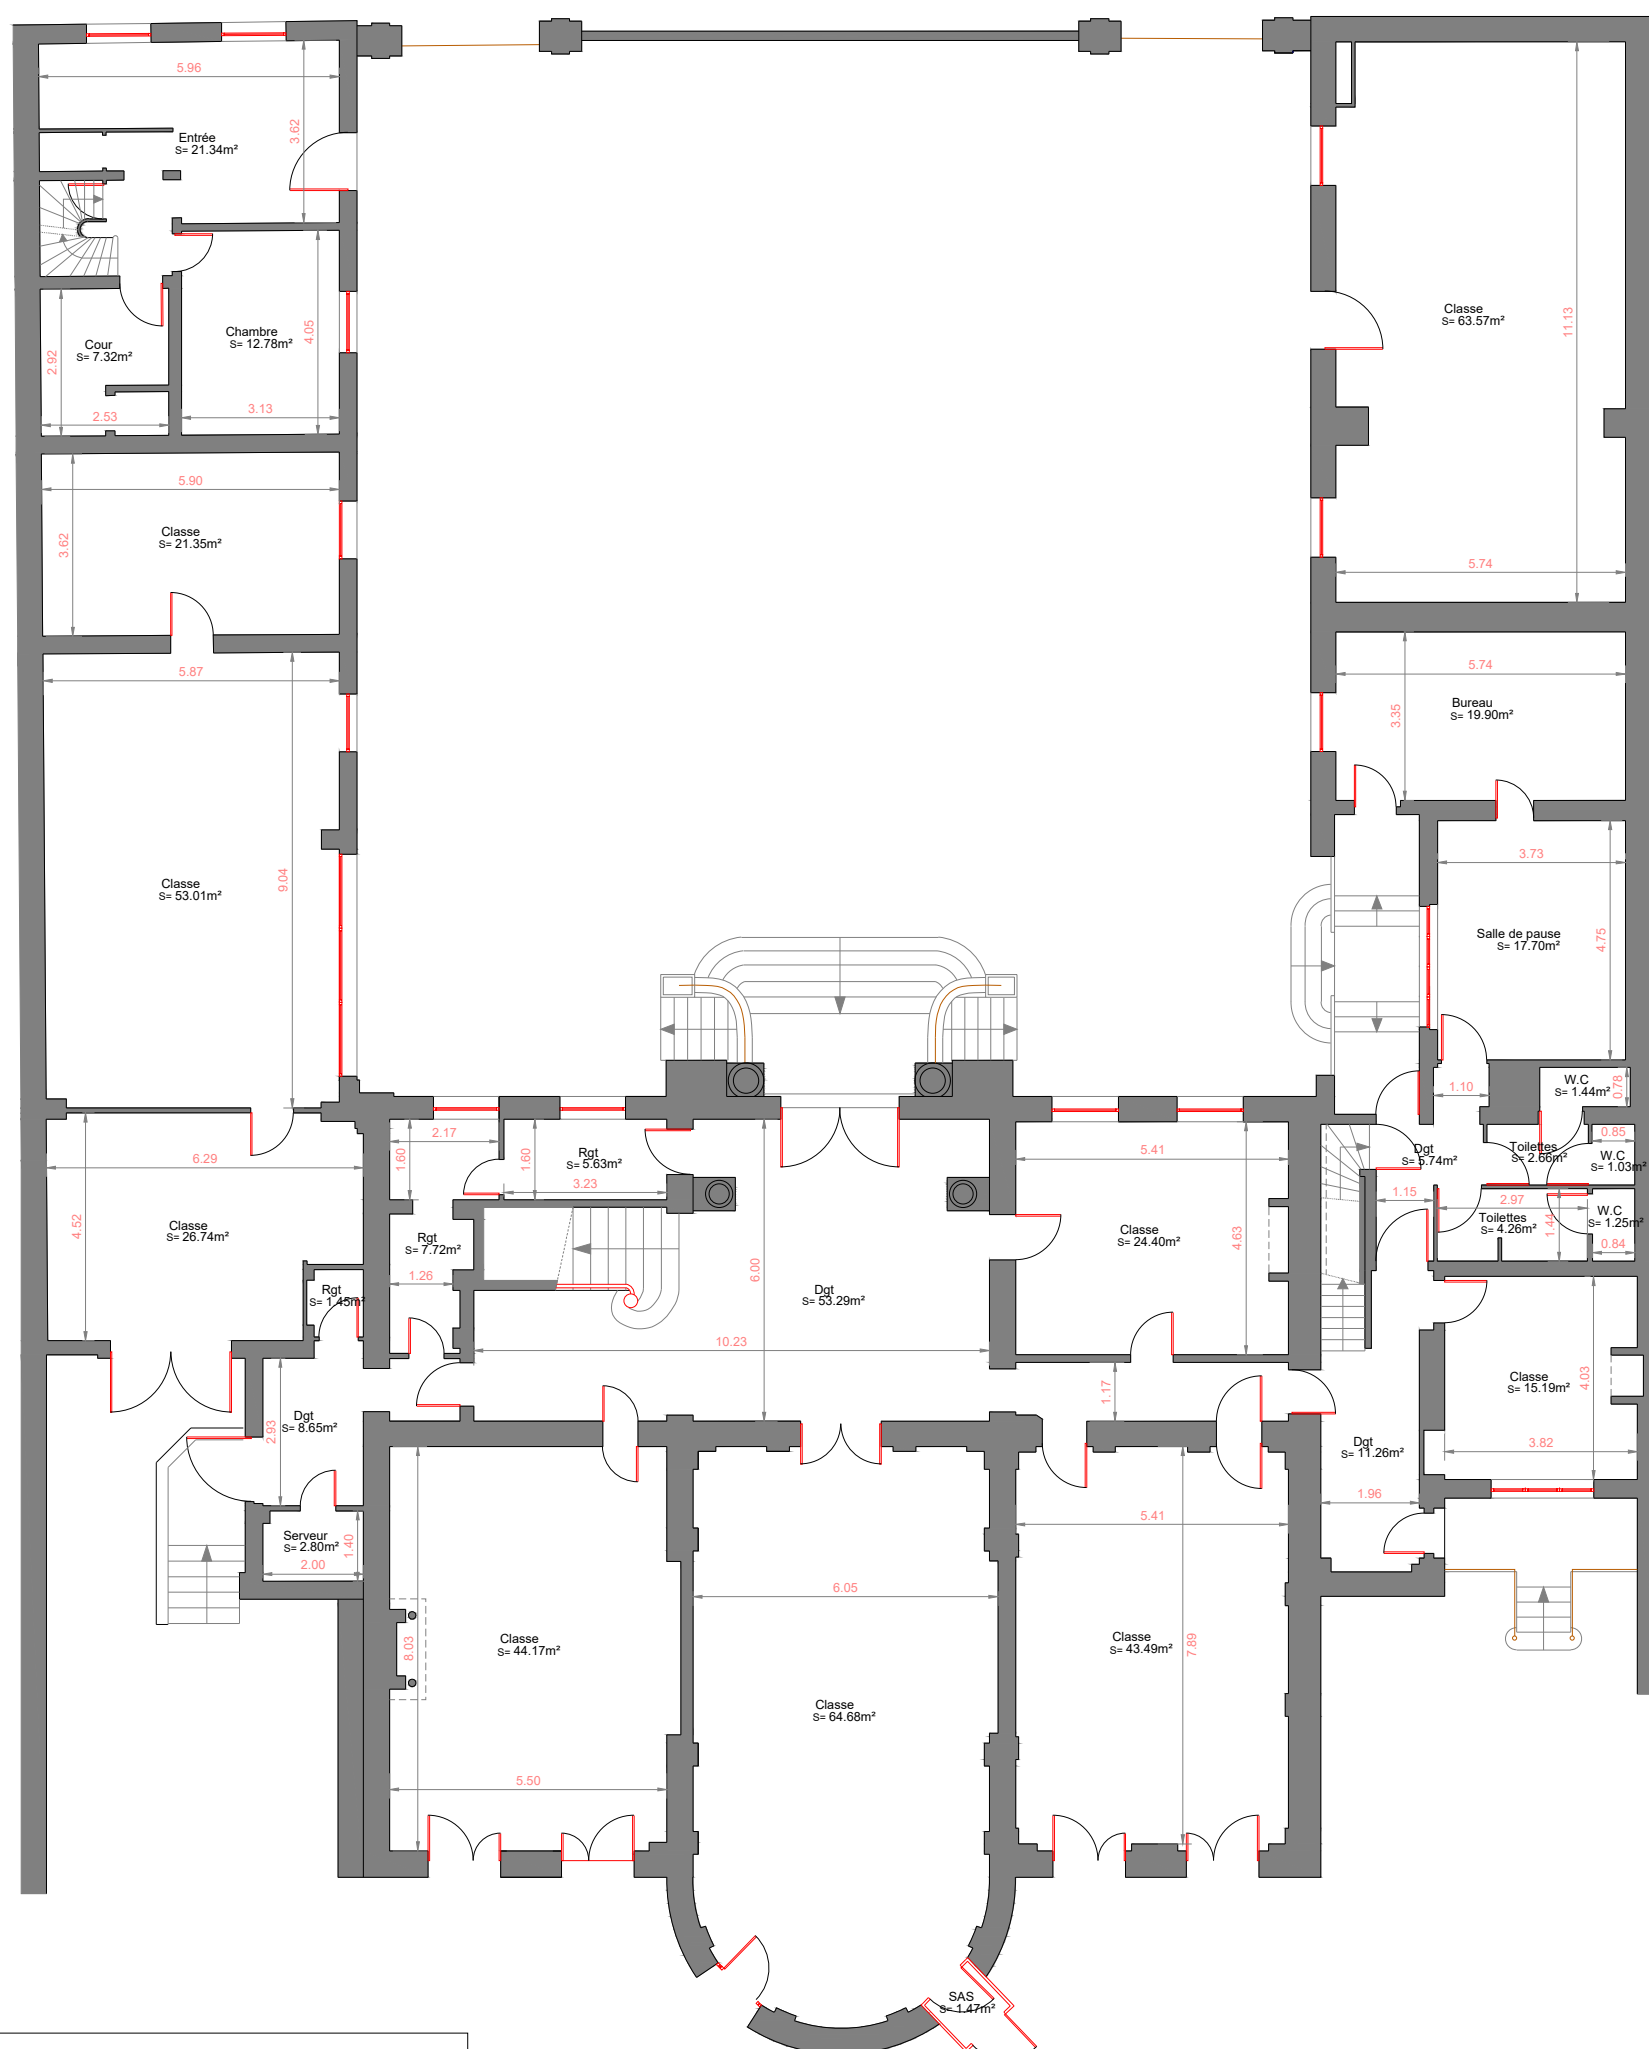 5.96
3.62
Entrée
S= 21.34m²
Chambre
S= 12.78m²
4.05
3.13
Cour
S= 7.32m²
2.92
2.53
5.90
3.62
Classe
S= 21.35m²
5.87
9.04
Classe
S= 53.01m²
Classe
S= 63.57m²
11.13
5.74
5.74
3.35
Bureau
S= 19.90m²
3.73
4.75
Salle de pause
S= 17.70m²
1.10
W.C
S= 1.44m²
0.78
0.85
W.C
S= 1.03m²
Toilettes
S= 2.66m²
Dgt
S= 5.74m²
1.15
2.97
Toilettes
S= 4.26m²
1.44
W.C
S= 1.25m²
0.84
6.29
4.52
Classe
S= 26.74m²
Rgt
S= 1.45m²
2.17
1.60
1.60
Rgt
S= 5.63m²
3.23
Rgt
S= 7.72m²
1.26
6.00
Dgt
S= 53.29m²
10.23
5.41
4.63
Classe
S= 24.40m²
1.17
Classe
S= 15.19m²
4.03
3.82
Dgt
S= 11.26m²
1.96
Dgt
S= 8.65m²
2.93
Serveur
S= 2.80m²
1.40
2.00
Classe
S= 44.17m²
8.03
5.50
6.05
Classe
S= 64.68m²
5.41
Classe
S= 43.49m²
7.89
SAS
S= 1.47m²